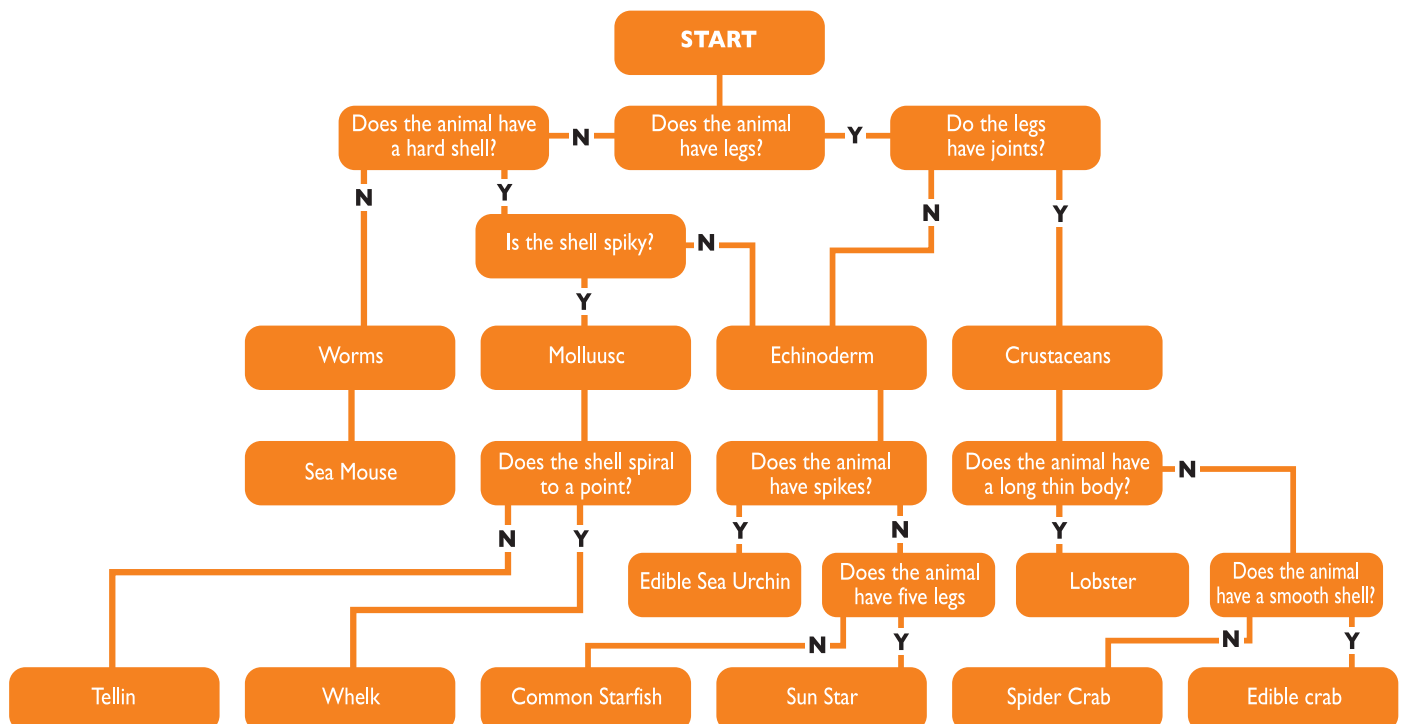 START
Does the animal have
a hard shell?
N
Does the animal
have legs?
Y
Do the legs
have joints?
N
Y
N
Y
Is the shell spiky?
N
Y
Worms
Molluusc
Echinoderm
Crustaceans
Sea Mouse
Does the shell spiral
to a point?
Does the animal
have spikes?
Does the animal have
a long thin body?
N
N
Y
Y
N
Y
Edible Sea Urchin
Does the animal
have five legs
Lobster
Does the animal
have a smooth shell?
N
Y
N
Y
Tellin
Whelk
Common Starfish
Sun Star
Spider Crab
Edible crab